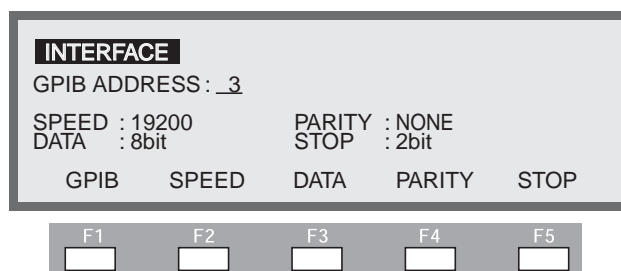 INTERFACE
GPIB ADDRESS: 3
SPEED : 19200 PARITY : NONE
DATA : 8bit STOP : 2bit
GPIB SPEED DATA PARITY STOP
F1 F2 F3 F4 F5